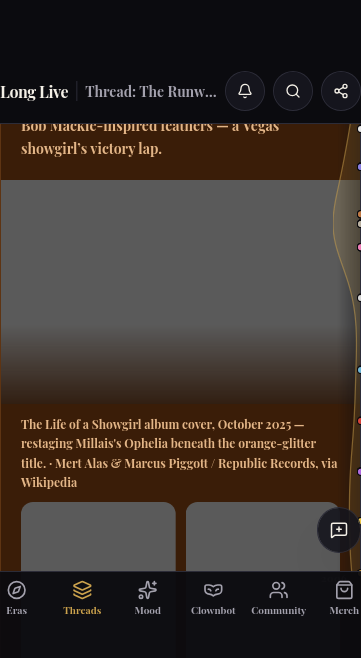 Long Live
Thread: The Runw...
Bob Mackie-inspired feathers — a Vegas
showgirl's victory lap.
The Life of a Showgirl album cover, October 2025 —
restaging Millais's Ophelia beneath the orange-glitter
title. · Mert Alas & Marcus Piggott / Republic Records, via
Wikipedia
Eras
Threads
Mood
Clownbot
Community
Merch